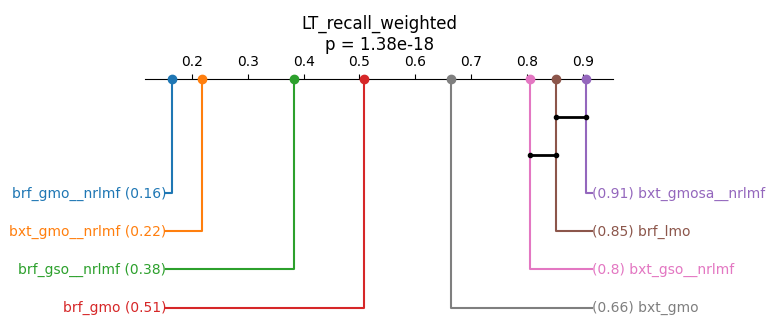 LT_recall_weighted
p = 1.38e-18
0.2 0.3 0.4 0.5 0.6 0.7 0.8 0.9
brf_gmo__nrlmf (0.16) (0.91) bxt_gmosa__nrlmf
bxt_gmo__nrlmf (0.22) (0.85) brf_lmo
brf_gso__nrlmf (0.38) (0.8) bxt_gso__nrlmf
brf_gmo (0.51) (0.66) bxt_gmo